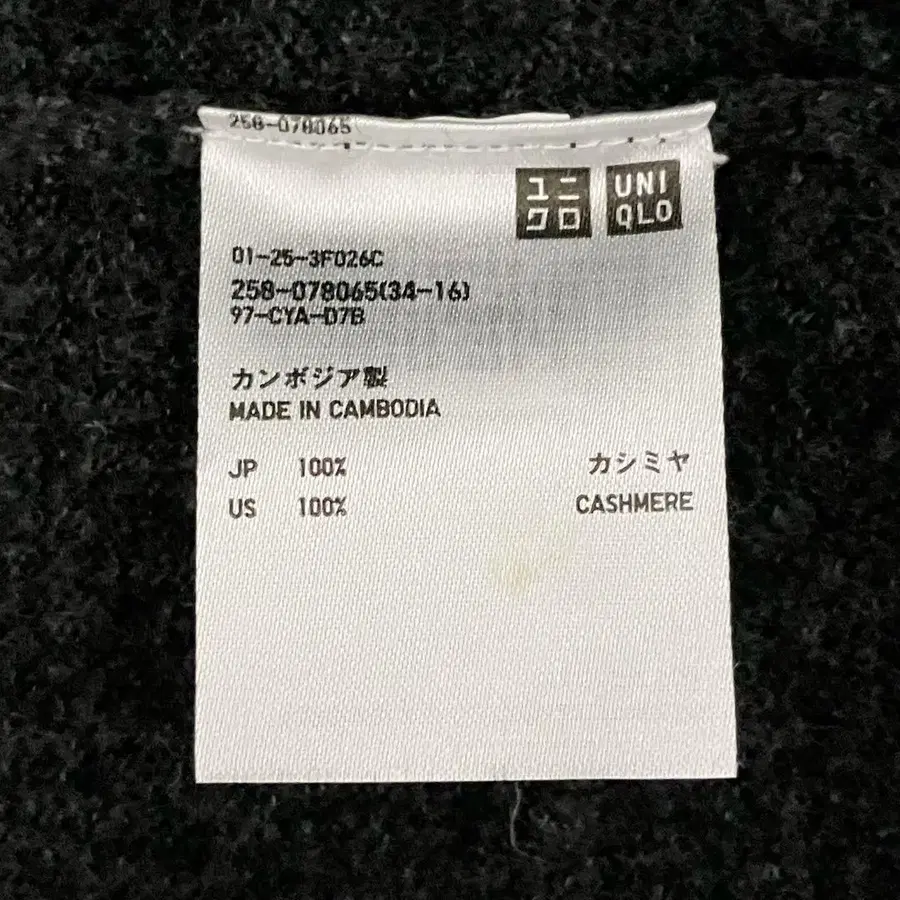 258-078065
ユニ
クロ
UNI
QLO
01-25-3F026C
258-078065(34-16)
97-CYA-D7B
カンボジア製
MADE IN CAMBODIA
JP 100% カシミヤ
US 100% CASHMERE